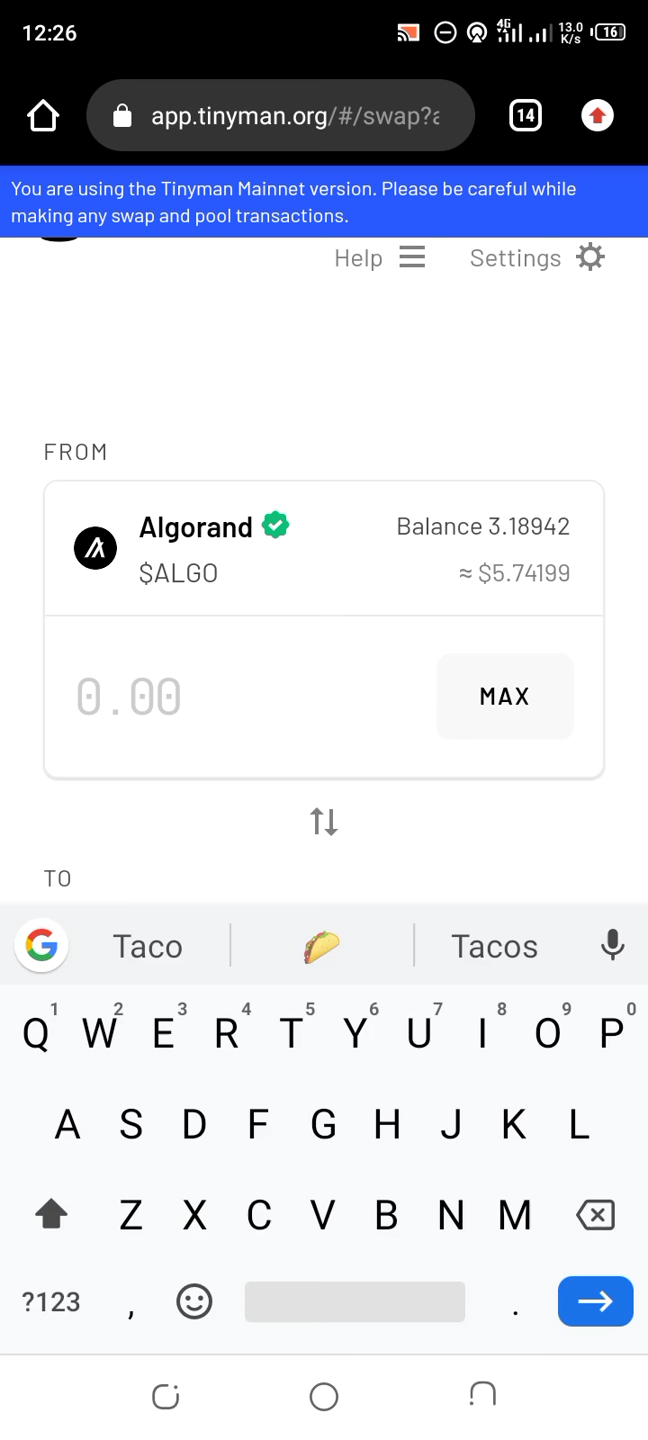 12:26
4G
13.0
K/s
16
app.tinyman.org/#/swap?a
14
You are using the Tinyman Mainnet version. Please be careful while
making any swap and pool transactions.
Help Settings
FROM
Algorand Balance 3.18942
$ALGO ≈ $5.74199
0.00 MAX
TO
G Taco Tacos
1 2 3 4 5 6 7 8 9 0
Q W E R T Y U I O P
A S D F G H J K L
Z X C V B N M
?123 , .